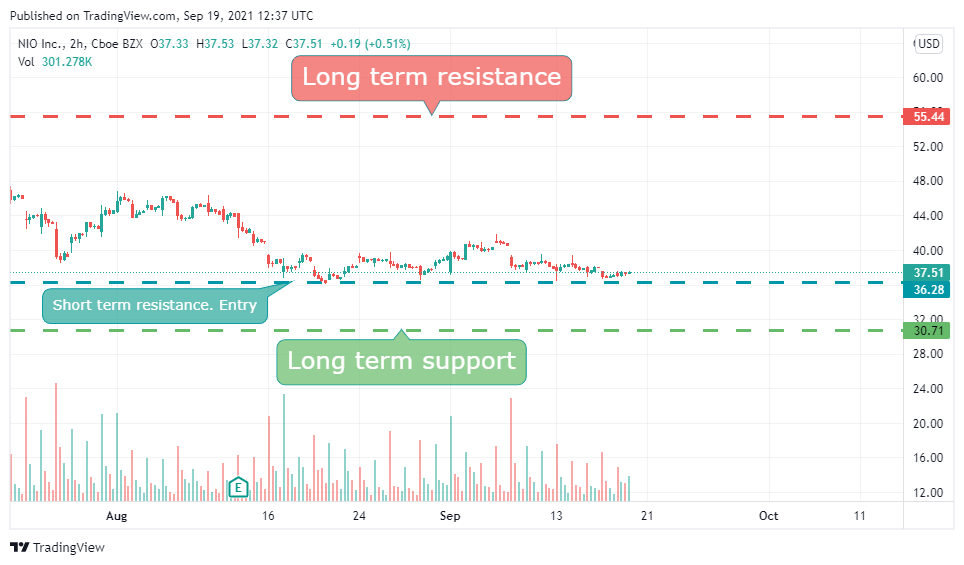 Published on TradingView.com, Sep 19, 2021 12:37 UTC
NIO Inc., 2h, Cboe BZX O37.33 H37.53 L37.32 C37.51 +0.19 (+0.51%)
USD
Vol 301.278K
Long term resistance
60.00
55.44
52.00
48.00
44.00
40.00
37.51
36.28
Short term resistance. Entry
32.00
30.71
Long term support
28.00
24.00
20.00
16.00
E
12.00
Aug 16 24 Sep 13 21 Oct 11
TradingView